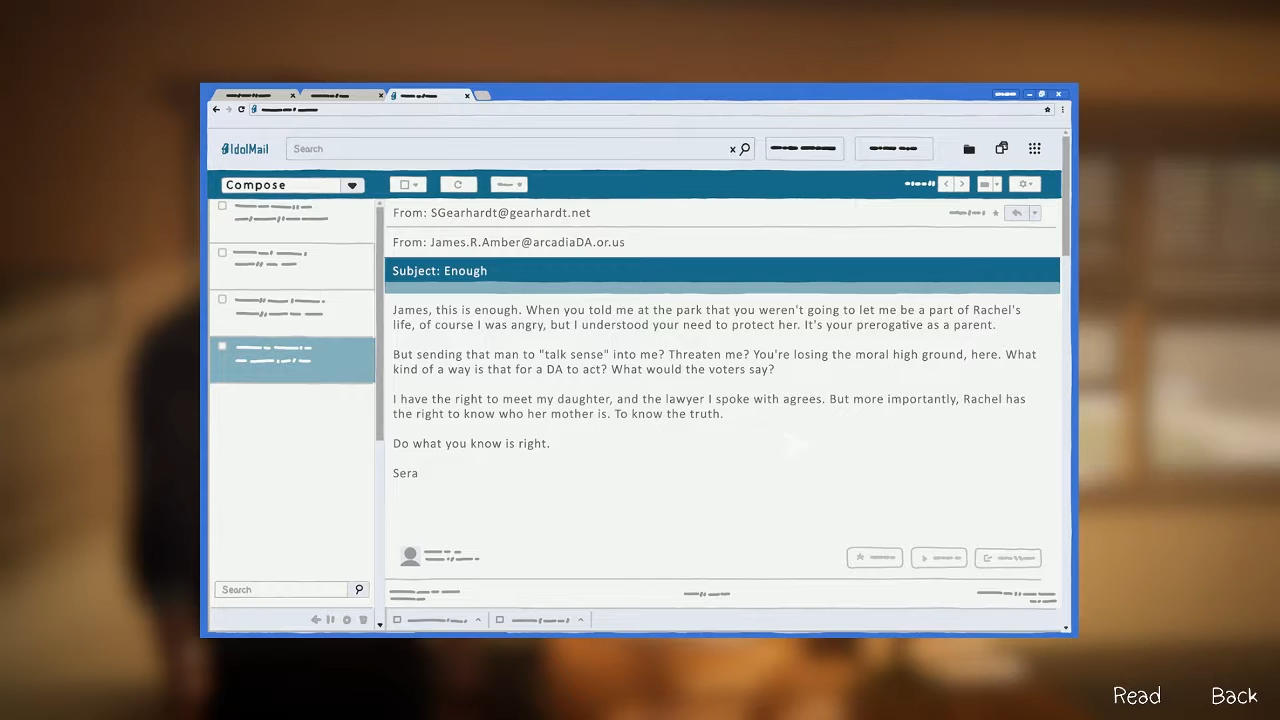 IdolMail
Search
Compose
From: SGearhardt@gearhardt.net
From: James.R.Amber@arcadiaDA.or.us
Subject: Enough
James, this is enough. When you told me at the park that you weren't going to let me be a part of Rachel's
life, of course I was angry, but I understood your need to protect her. It's your prerogative as a parent.
But sending that man to "talk sense" into me? Threaten me? You're losing the moral high ground, here. What
kind of a way is that for a DA to act? What would the voters say?
I have the right to meet my daughter, and the lawyer I spoke with agrees. But more importantly, Rachel has
the right to know who her mother is. To know the truth.
Do what you know is right.
Sera
Search
Read
Back